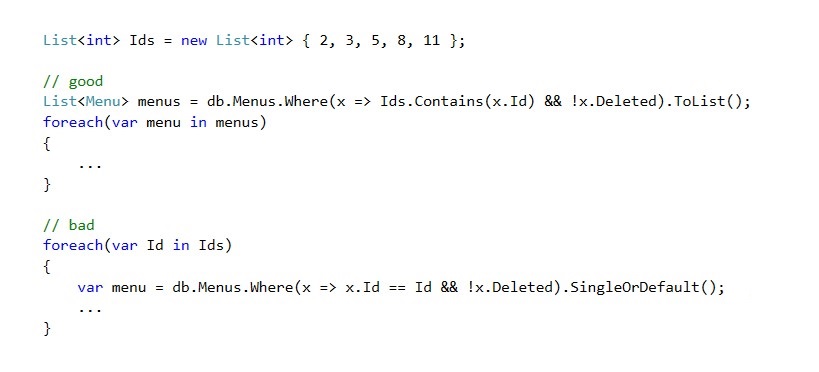 List<int> Ids = new List<int> { 2, 3, 5, 8, 11 };
// good
List<Menu> menus = db.Menus.Where(x => Ids.Contains(x.Id) && !x.Deleted).ToList();
foreach(var menu in menus)
{
    ...
}
// bad
foreach(var Id in Ids)
{
    var menu = db.Menus.Where(x => x.Id == Id && !x.Deleted).SingleOrDefault();
    ...
}